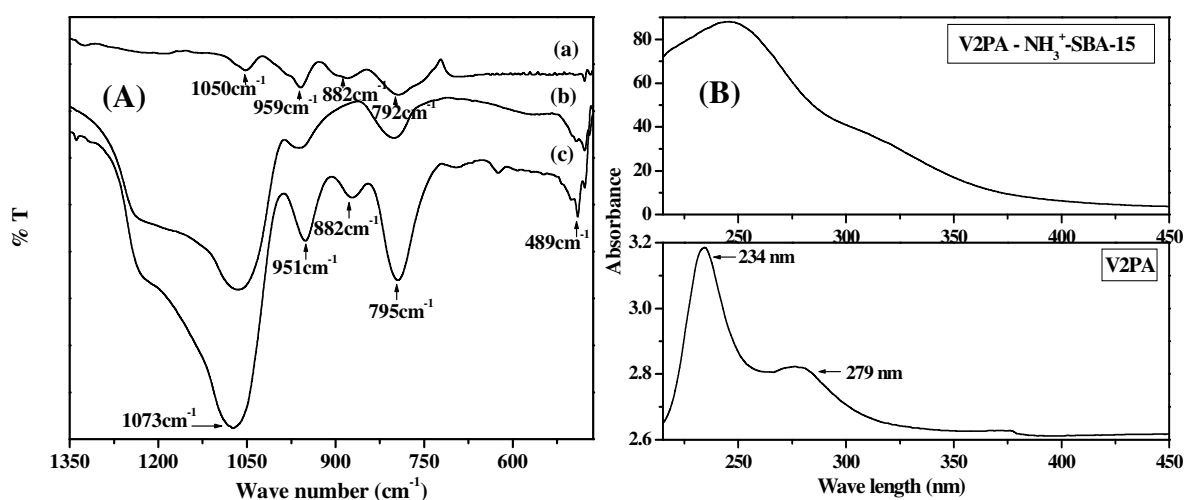 (A)
% T
(a)
1050cm-1
959cm-1
882cm-1
792cm-1
(b)
(c)
882cm-1
951cm-1
795cm-1
489cm-1
1073cm-1
1350 1200 1050 900 750 600
Wave number (cm-1)
(B)
Absorbance
V2PA - NH3+-SBA-15
80
60
40
20
0
250 300 350 400 450
V2PA
234 nm
279 nm
3.2
3.0
2.8
2.6
250 300 350 400 450
Wave length (nm)